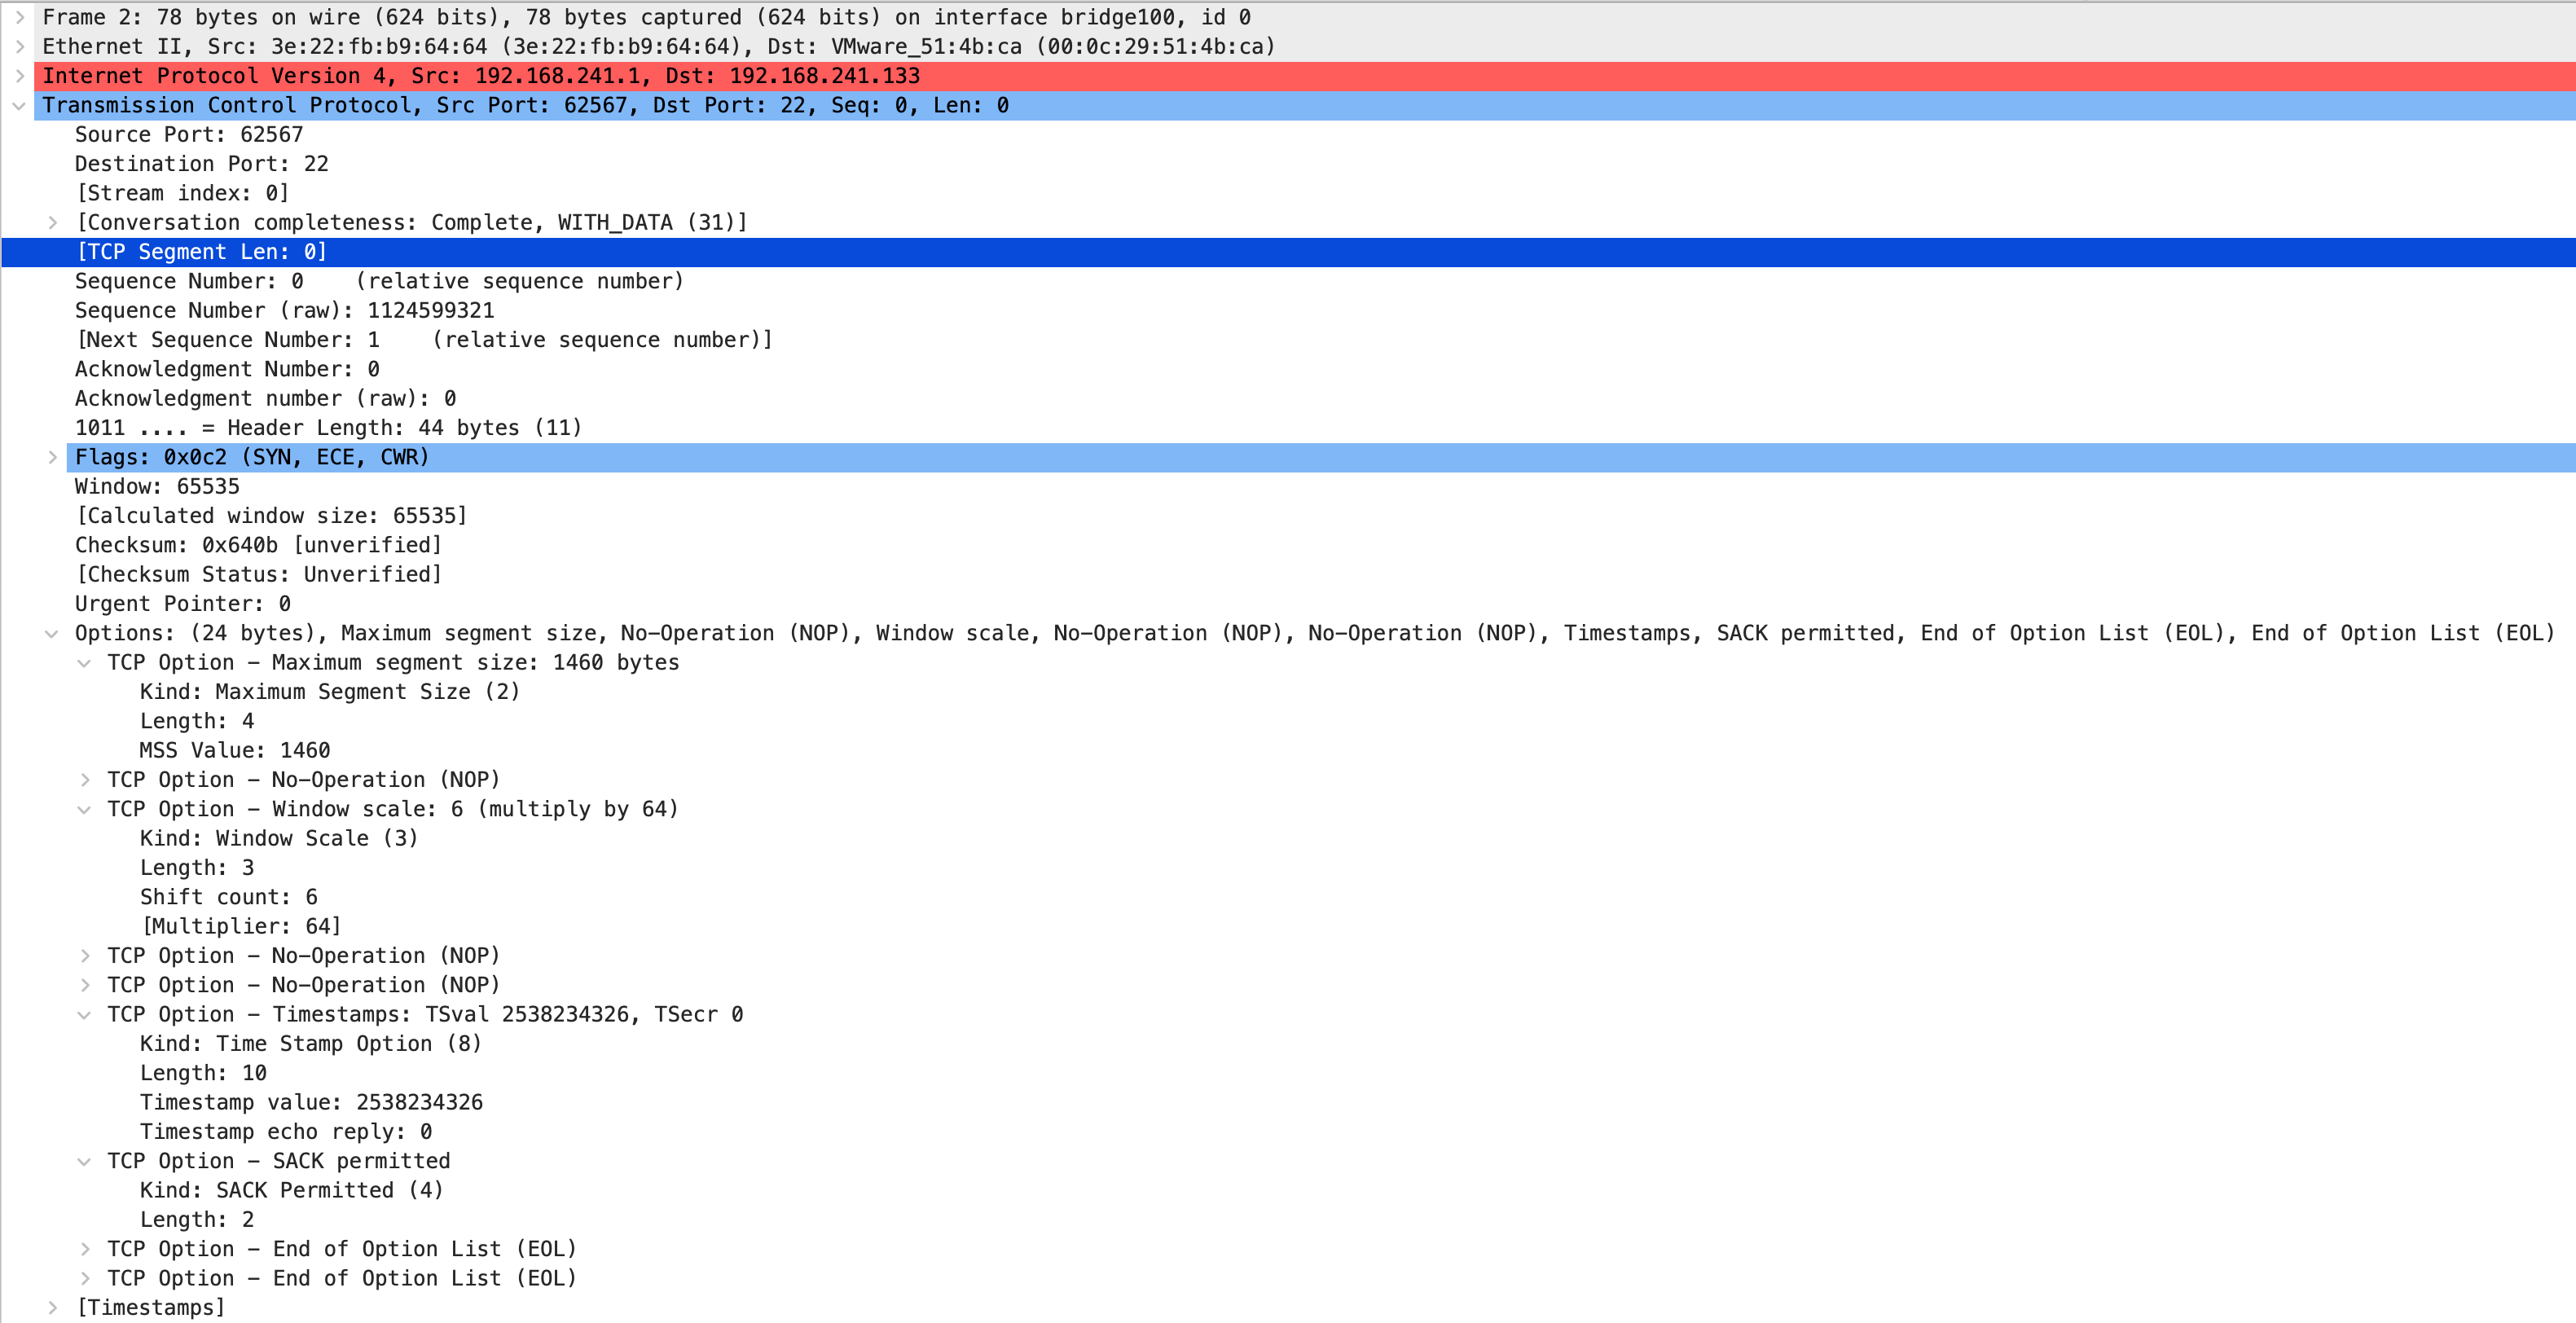 Frame 2: 78 bytes on wire (624 bits), 78 bytes captured (624 bits) on interface bridge100, id 0
Ethernet II, Src: 3e:22:fb:b9:64:64 (3e:22:fb:b9:64:64), Dst: VMware_51:4b:ca (00:0c:29:51:4b:ca)
Internet Protocol Version 4, Src: 192.168.241.1, Dst: 192.168.241.133
Transmission Control Protocol, Src Port: 62567, Dst Port: 22, Seq: 0, Len: 0
Source Port: 62567
Destination Port: 22
[Stream index: 0]
[Conversation completeness: Complete, WITH_DATA (31)]
[TCP Segment Len: 0]
Sequence Number: 0    (relative sequence number)
Sequence Number (raw): 1124599321
[Next Sequence Number: 1    (relative sequence number)]
Acknowledgment Number: 0
Acknowledgment number (raw): 0
1011 .... = Header Length: 44 bytes (11)
Flags: 0x0c2 (SYN, ECE, CWR)
Window: 65535
[Calculated window size: 65535]
Checksum: 0x640b [unverified]
[Checksum Status: Unverified]
Urgent Pointer: 0
Options: (24 bytes), Maximum segment size, No-Operation (NOP), Window scale, No-Operation (NOP), No-Operation (NOP), Timestamps, SACK permitted, End of Option List (EOL), End of Option List (EOL)
TCP Option - Maximum segment size: 1460 bytes
Kind: Maximum Segment Size (2)
Length: 4
MSS Value: 1460
TCP Option - No-Operation (NOP)
TCP Option - Window scale: 6 (multiply by 64)
Kind: Window Scale (3)
Length: 3
Shift count: 6
[Multiplier: 64]
TCP Option - No-Operation (NOP)
TCP Option - No-Operation (NOP)
TCP Option - Timestamps: TSval 2538234326, TSecr 0
Kind: Time Stamp Option (8)
Length: 10
Timestamp value: 2538234326
Timestamp echo reply: 0
TCP Option - SACK permitted
Kind: SACK Permitted (4)
Length: 2
TCP Option - End of Option List (EOL)
TCP Option - End of Option List (EOL)
[Timestamps]